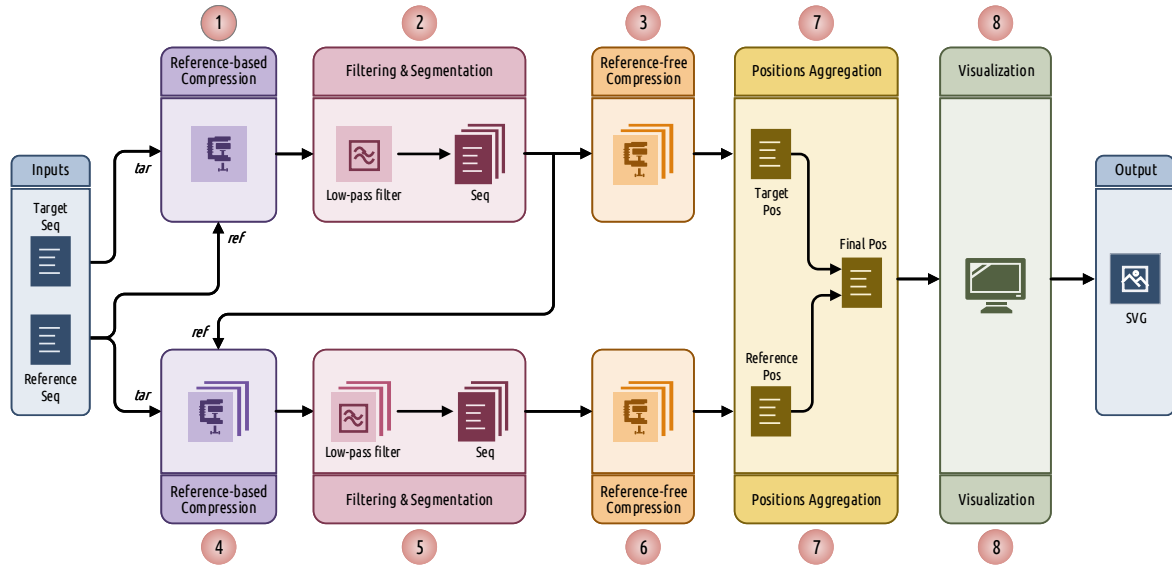 1
2
3
7
8
Reference-based
Compression
Filtering & Segmentation
Reference-free
Compression
Positions Aggregation
Visualization
Inputs
Target
Seq
Reference
Seq
tar
ref
Low-pass filter
Seq
Target
Pos
Final Pos
Reference
Pos
Output
SVG
ref
tar
Low-pass filter
Seq
Reference-based
Compression
Filtering & Segmentation
Reference-free
Compression
Positions Aggregation
Visualization
4
5
6
7
8